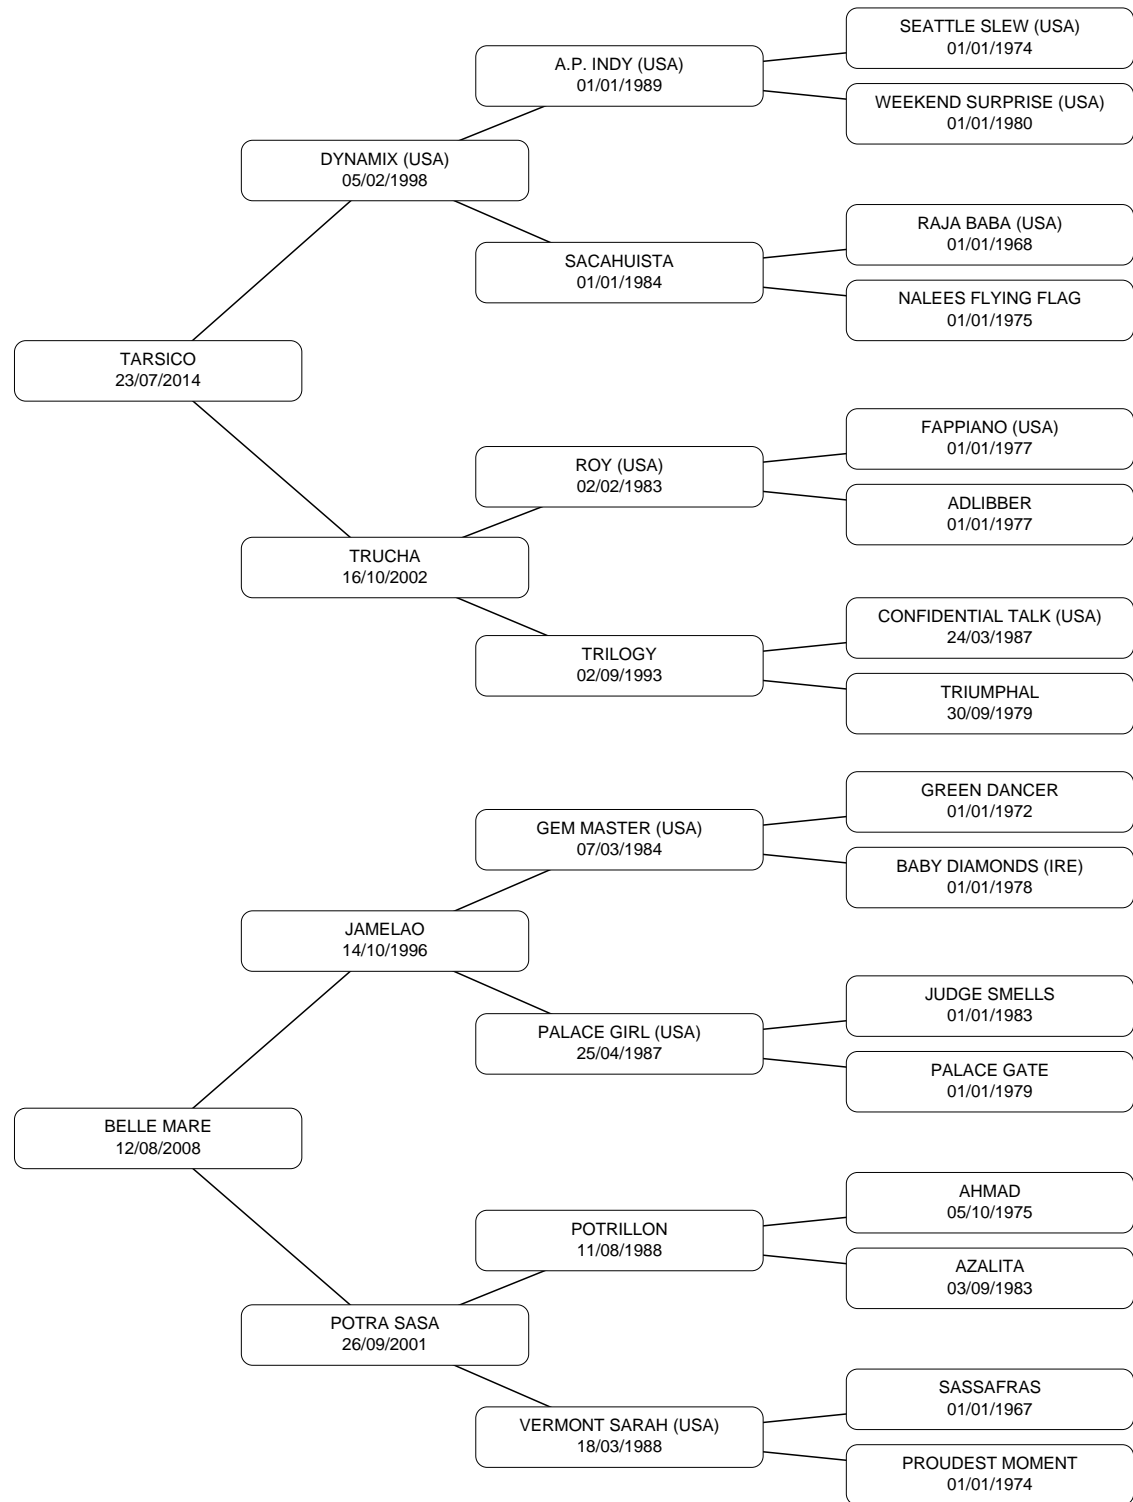 SEATTLE SLEW (USA)
01/01/1974
A.P. INDY (USA)
01/01/1989
WEEKEND SURPRISE (USA)
01/01/1980
DYNAMIX (USA)
05/02/1998
RAJA BABA (USA)
01/01/1968
SACAHUISTA
01/01/1984
NALEES FLYING FLAG
01/01/1975
TARSICO
23/07/2014
FAPPIANO (USA)
01/01/1977
ROY (USA)
02/02/1983
ADLIBBER
01/01/1977
TRUCHA
16/10/2002
CONFIDENTIAL TALK (USA)
24/03/1987
TRILOGY
02/09/1993
TRIUMPHAL
30/09/1979
GREEN DANCER
01/01/1972
GEM MASTER (USA)
07/03/1984
BABY DIAMONDS (IRE)
01/01/1978
JAMELAO
14/10/1996
JUDGE SMELLS
01/01/1983
PALACE GIRL (USA)
25/04/1987
PALACE GATE
01/01/1979
BELLE MARE
12/08/2008
AHMAD
05/10/1975
POTRILLON
11/08/1988
AZALITA
03/09/1983
POTRA SASA
26/09/2001
SASSAFRAS
01/01/1967
VERMONT SARAH (USA)
18/03/1988
PROUDEST MOMENT
01/01/1974